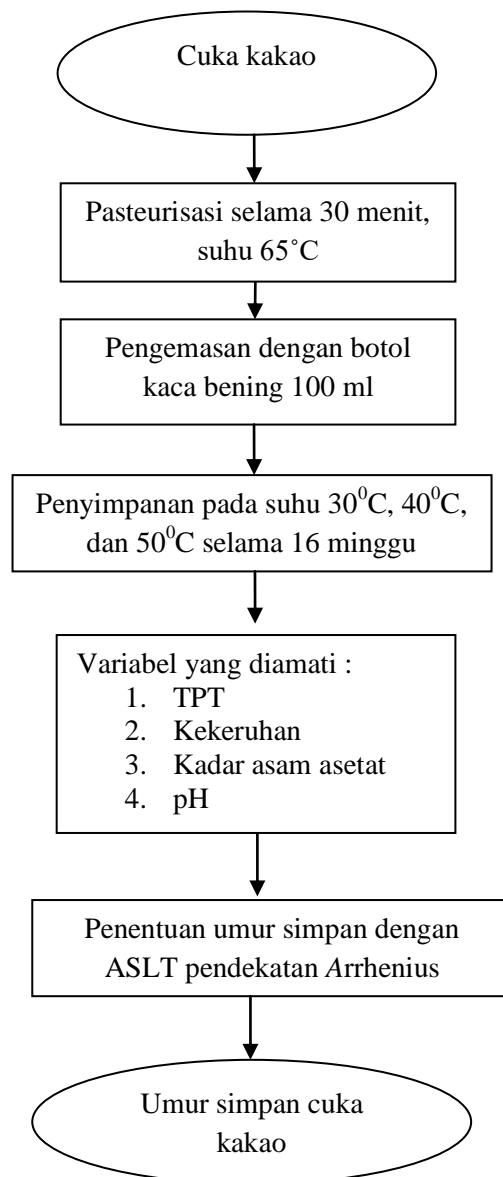 Cuka kakao
Pasteurisasi selama 30 menit,
suhu 65˚C
Pengemasan dengan botol
kaca bening 100 ml
Penyimpanan pada suhu 30⁰C, 40⁰C,
dan 50⁰C selama 16 minggu
Variabel yang diamati :
1. TPT
2. Kekeruhan
3. Kadar asam asetat
4. pH
Penentuan umur simpan dengan
ASLT pendekatan Arrhenius
Umur simpan cuka
kakao